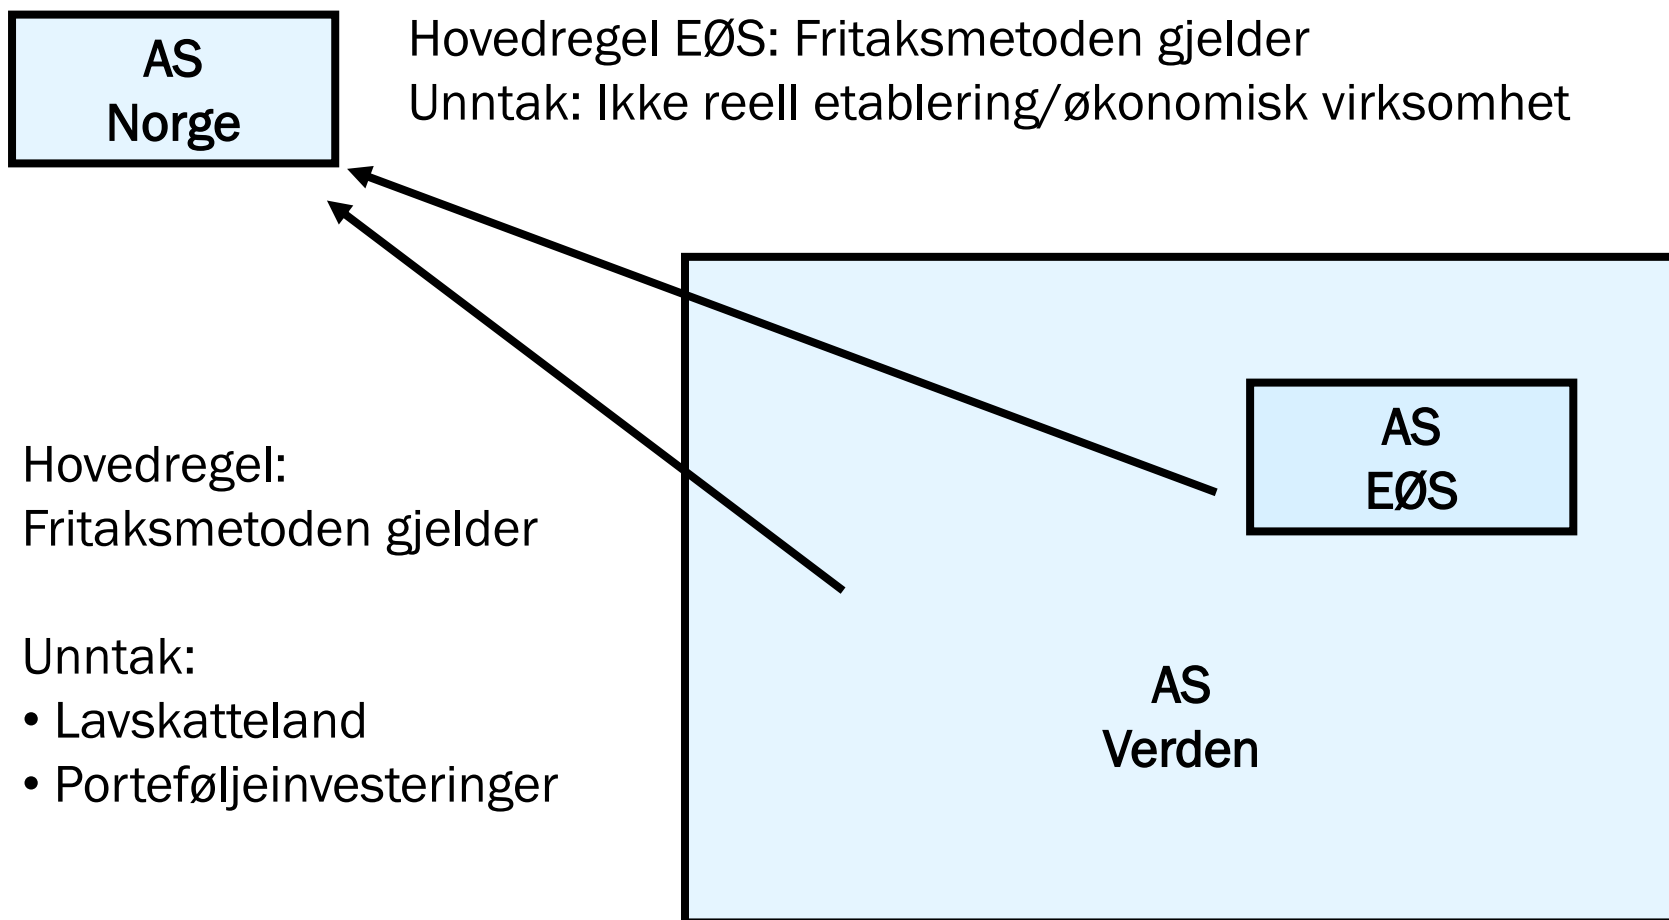 AS
Norge
Hovedregel EØS: Fritaksmetoden gjelder
Unntak: Ikke reell etablering/økonomisk virksomhet
AS
EØS
Hovedregel:
Fritaksmetoden gjelder
Unntak:
• Lavskatteland
• Porteføljeinvesteringer
AS
Verden